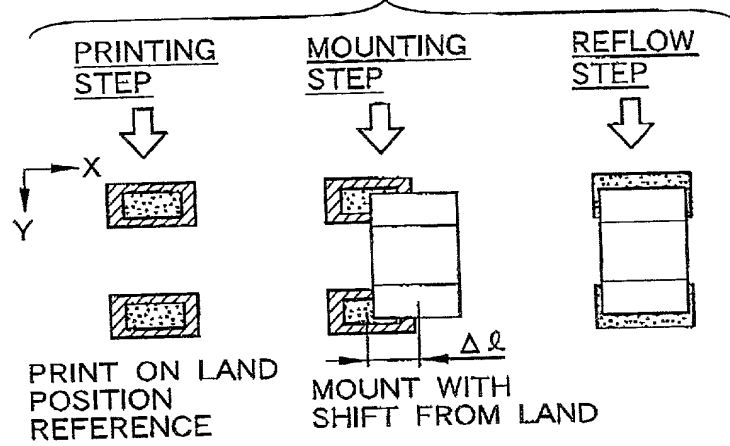 PRINTING
STEP
MOUNTING
STEP
REFLOW
STEP
X
Y
Δℓ
PRINT ON LAND
POSITION
REFERENCE
MOUNT WITH
SHIFT FROM LAND